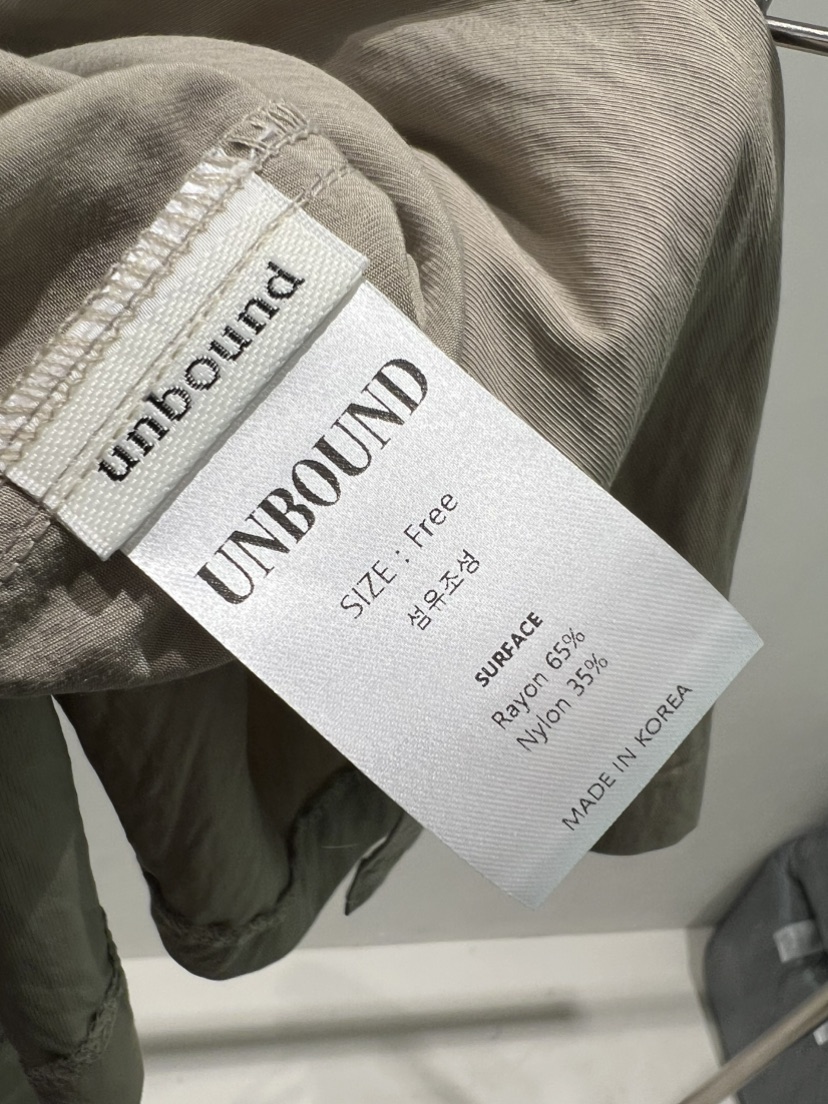 unbound
UNBOUND
SIZE : Free
섬유조성
SURFACE
Rayon 65%
Nylon 35%
MADE IN KOREA